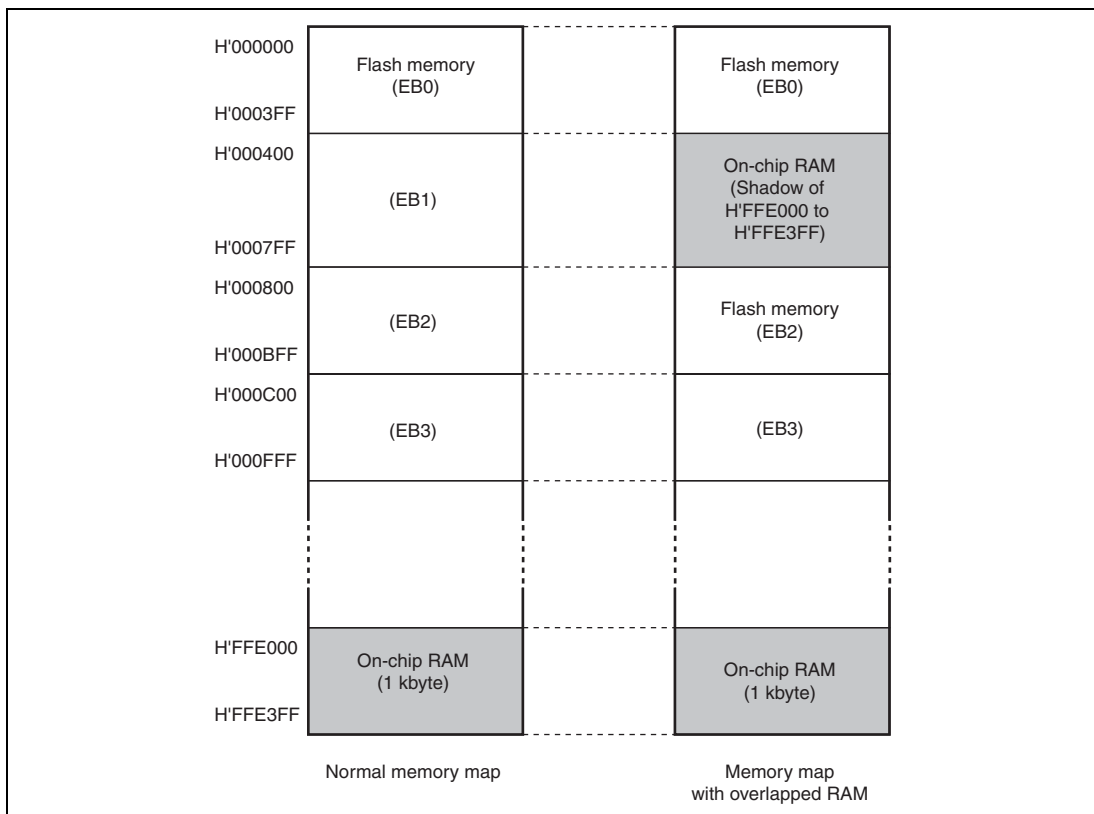 H'000000
Flash memory
(EB0)
Flash memory
(EB0)
H'0003FF
H'000400
(EB1)
On-chip RAM
(Shadow of
H'FFE000 to
H'FFE3FF)
H'0007FF
H'000800
(EB2)
Flash memory
(EB2)
H'000BFF
H'000C00
(EB3)
(EB3)
H'000FFF
H'FFE000
On-chip RAM
(1 kbyte)
On-chip RAM
(1 kbyte)
H'FFE3FF
Normal memory map
Memory map
with overlapped RAM